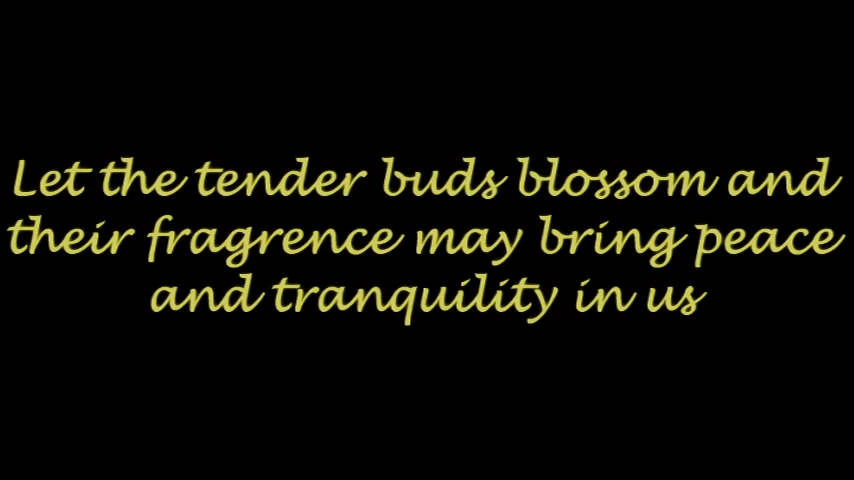 Let the tender buds blossom and
their fragrence may bring peace
and tranquility in us